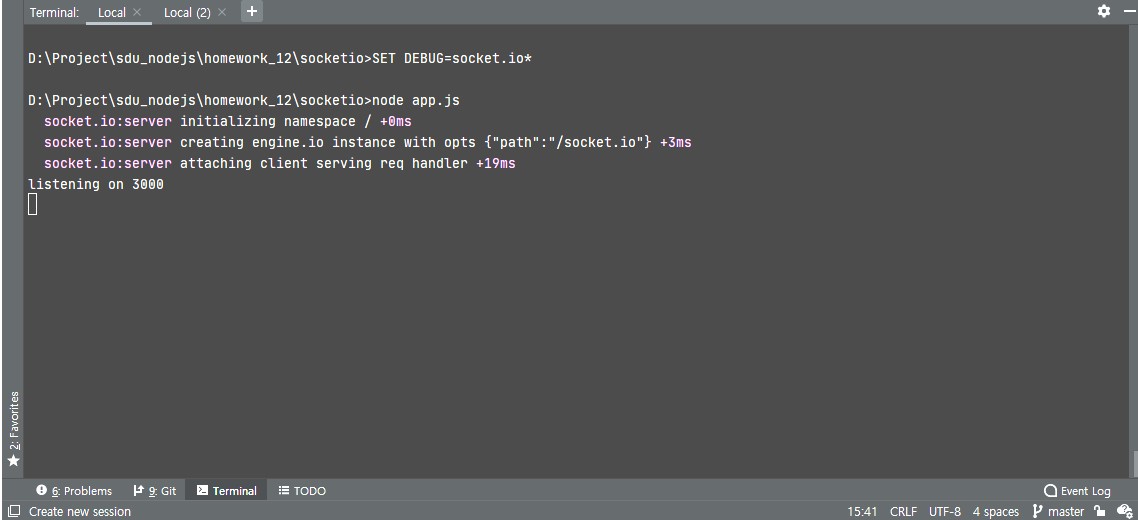 Terminal: Local × Local (2) × +
D:\Project\sdu_nodejs\homework_12\socketio>SET DEBUG=socket.io*
D:\Project\sdu_nodejs\homework_12\socketio>node app.js
socket.io:server initializing namespace / +0ms
socket.io:server creating engine.io instance with opts {"path":"/socket.io"} +3ms
socket.io:server attaching client serving req handler +19ms
listening on 3000
2: Favorites
6: Problems 9: Git Terminal TODO Event Log
Create new session 15:41 CRLF UTF-8 4 spaces master